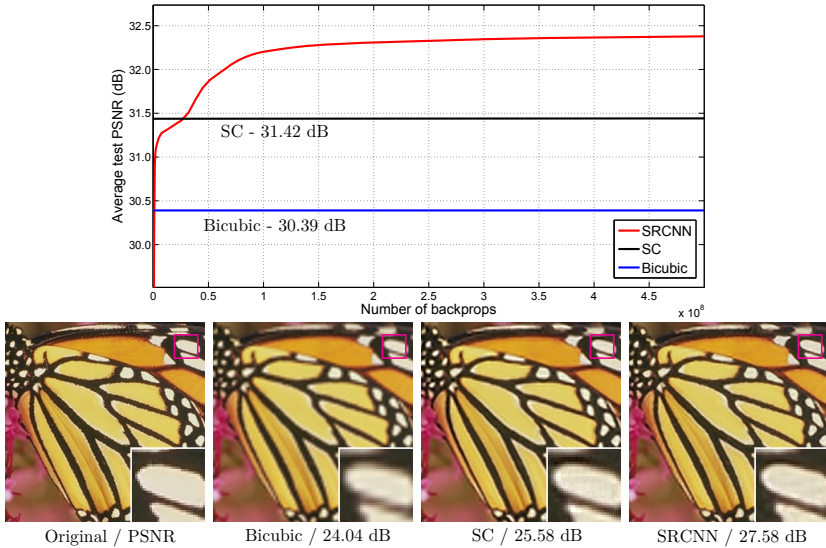 32.5
32.0
31.5
31.0
30.5
30.0
Average test PSNR (dB)
SC - 31.42 dB
Bicubic - 30.39 dB
SRCNN
SC
Bicubic
0 0.5 1 1.5 2 2.5 3 3.5 4 4.5
Number of backprops
x 10⁸
Original / PSNR Bicubic / 24.04 dB SC / 25.58 dB SRCNN / 27.58 dB